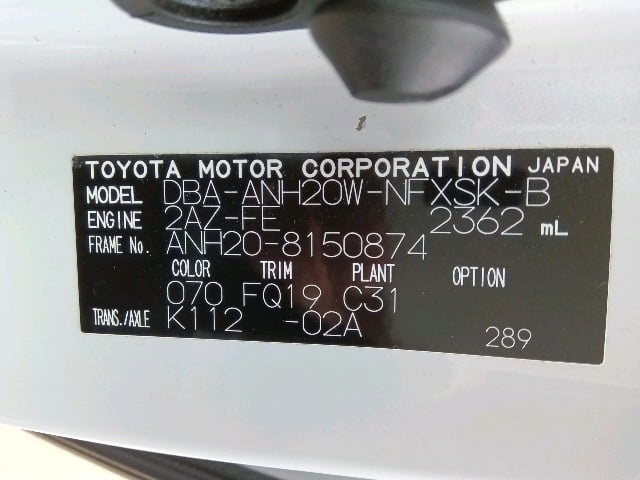 TOYOTA MOTOR CORPORATION JAPAN
MODEL DBA-ANH20W-NFXSK-B
ENGINE 2AZ-FE 2362 mL
FRAME No. ANH20-8150874
COLOR TRIM PLANT OPTION
070 FQ19 C31
TRANS./AXLE K112 -02A 289